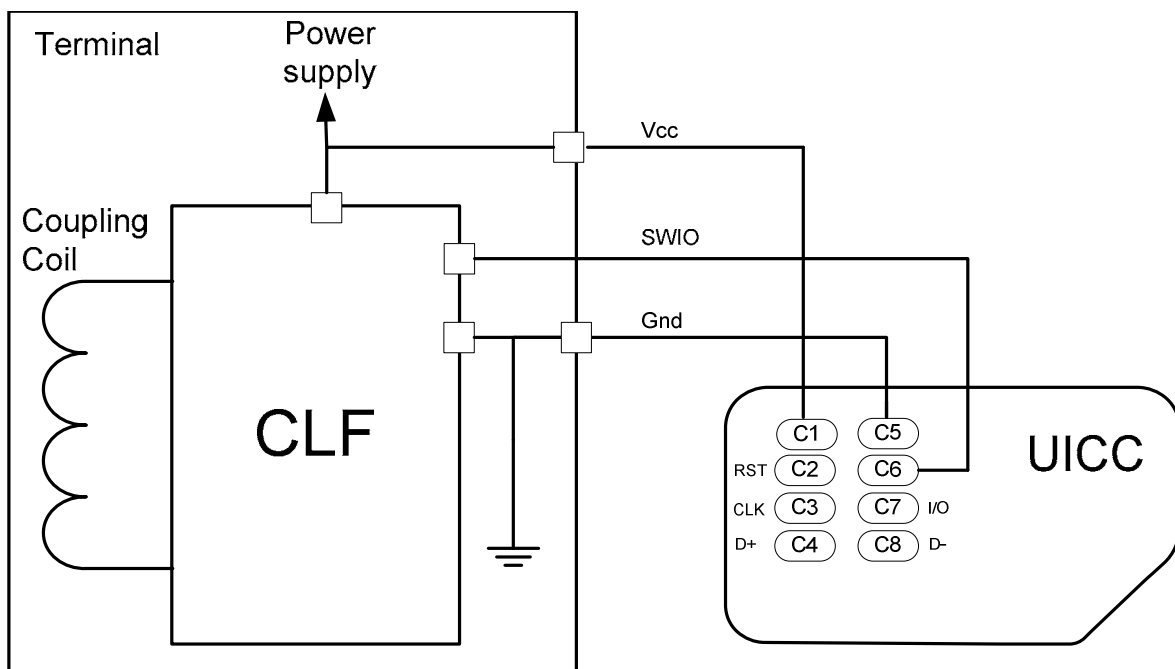 Terminal
Power
supply
Vcc
Coupling
Coil
SWIO
Gnd
CLF
UICC
C1 C5
RST C2 C6
CLK C3 C7 I/O
D+ C4 C8 D-